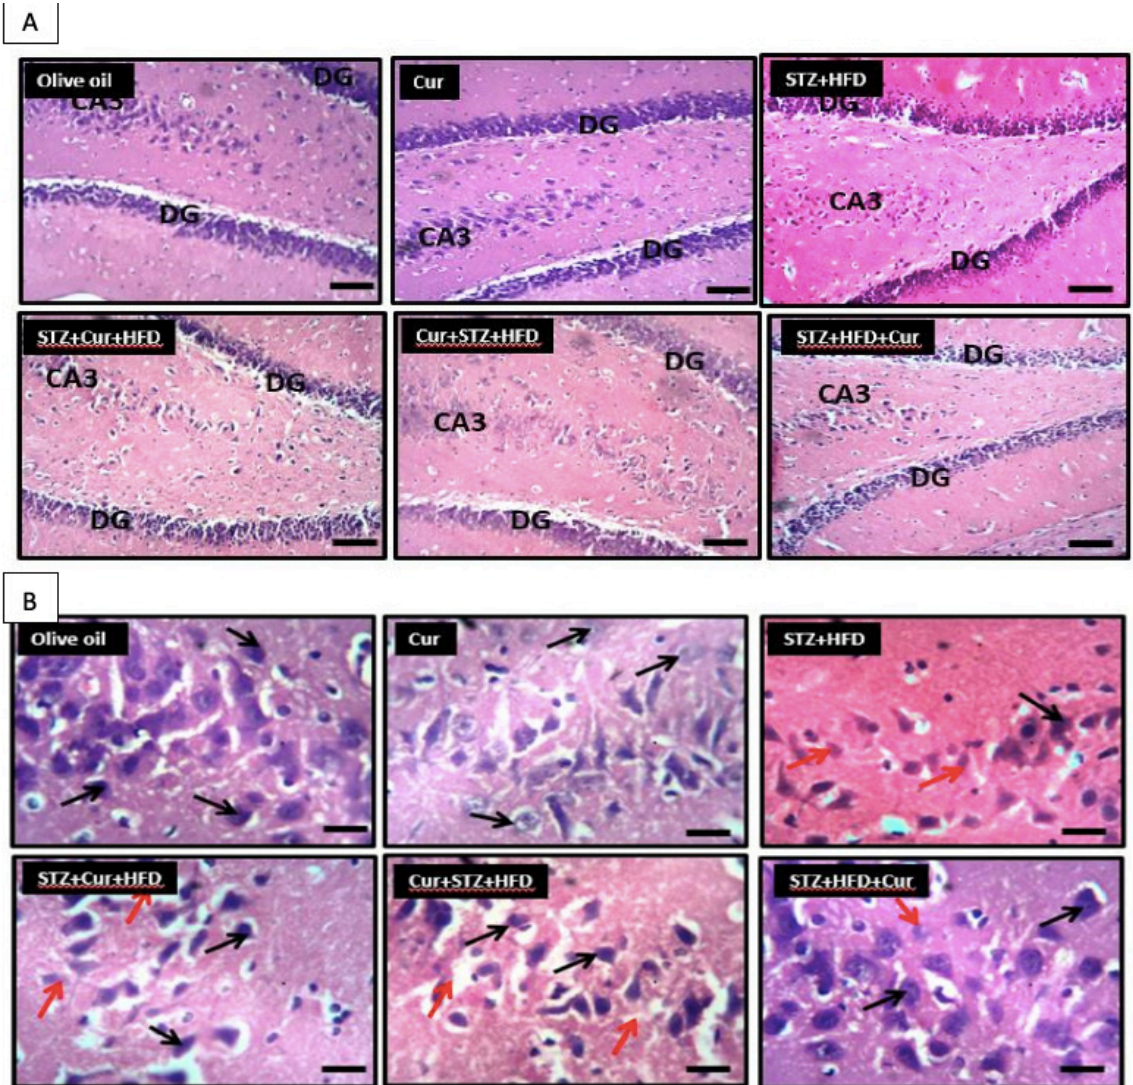 A
Olive oil
DG
CA3
DG
Cur
DG
CA3
DG
STZ+HFD
DG
CA3
DG
STZ+Cur+HFD
CA3
DG
DG
Cur+STZ+HFD
DG
CA3
DG
STZ+HFD+Cur
DG
CA3
DG
B
Olive oil
Cur
STZ+HFD
STZ+Cur+HFD
Cur+STZ+HFD
STZ+HFD+Cur